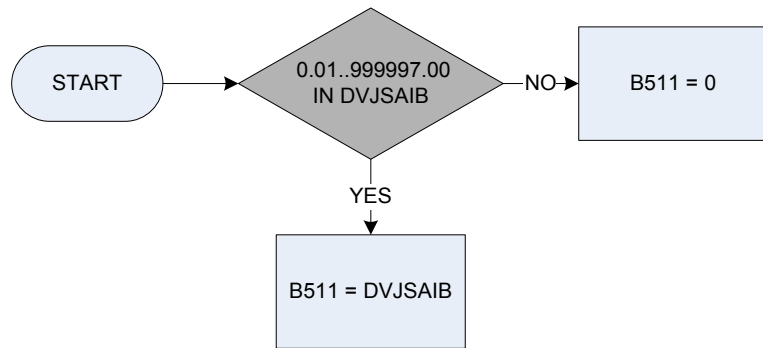 START
0.01..999997.00
IN DVJSAIB
NO
B511 = 0
YES
B511 = DVJSAIB